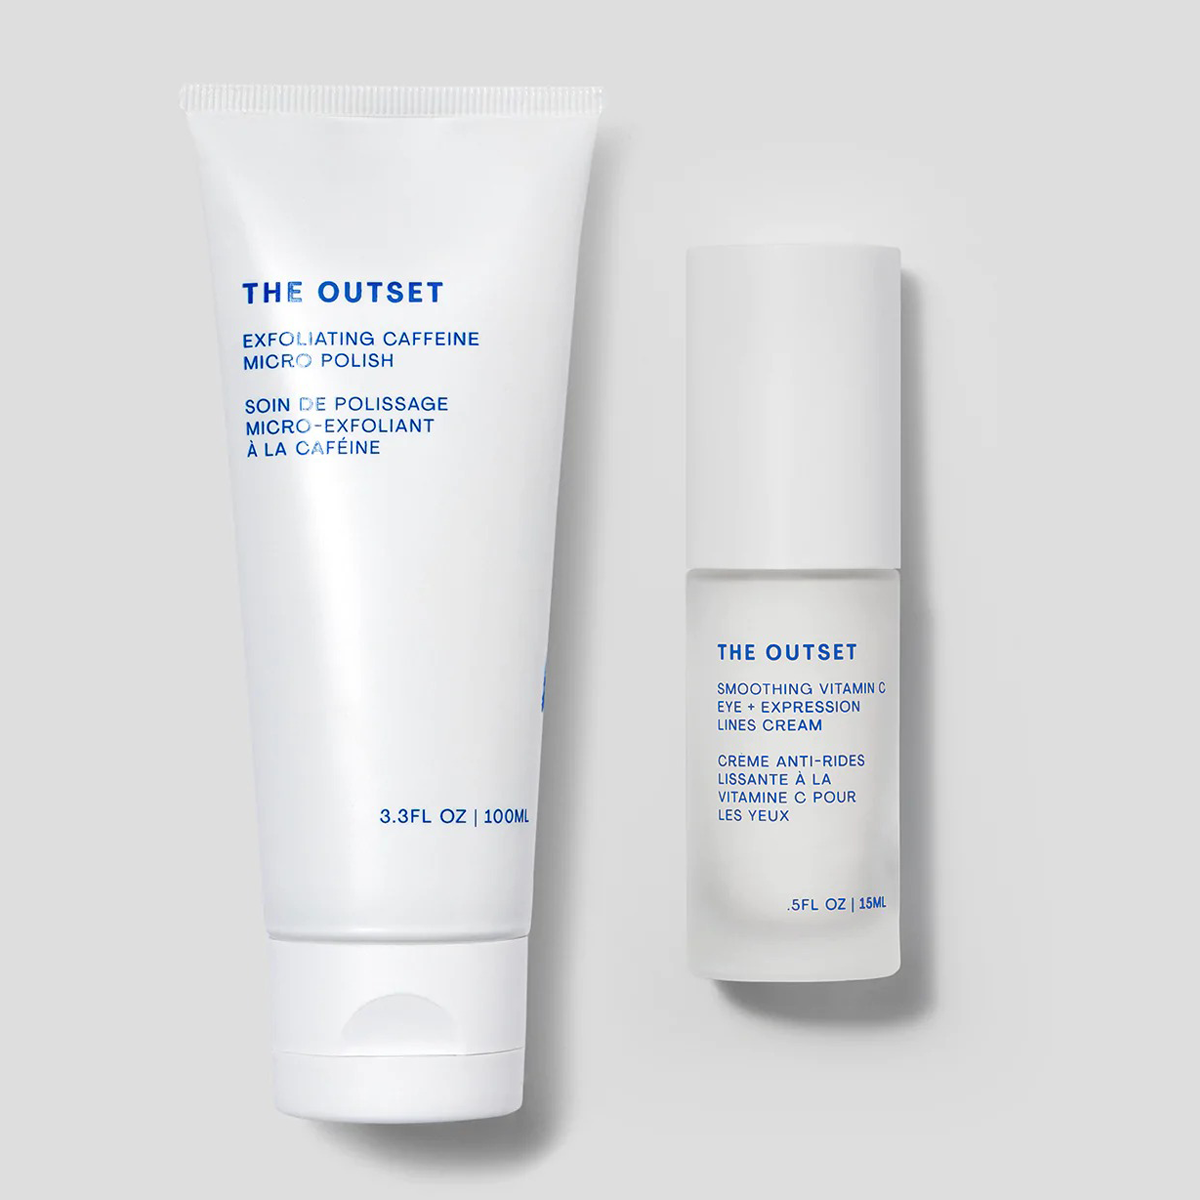 THE OUTSET
EXFOLIATING CAFFEINE
MICRO POLISH
SOIN DE POLISSAGE
MICRO-EXFOLIANT
À LA CAFÉINE
3.3FL OZ | 100ML
THE OUTSET
SMOOTHING VITAMIN C
EYE + EXPRESSION
LINES CREAM
CRÈME ANTI-RIDES
LISSANTE À LA
VITAMINE C POUR
LES YEUX
.5FL OZ | 15ML